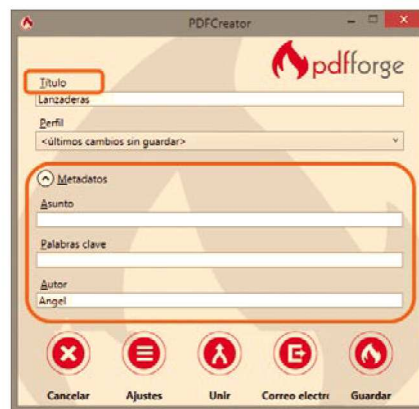 PDFCreator
pdfforge
Título
Lanzaderas
Perfil
<últimos cambios sin guardar>
Metadatos
Asunto
Palabras clave
Autor
Angel
Cancelar Ajustes Unir Correo electró Guardar